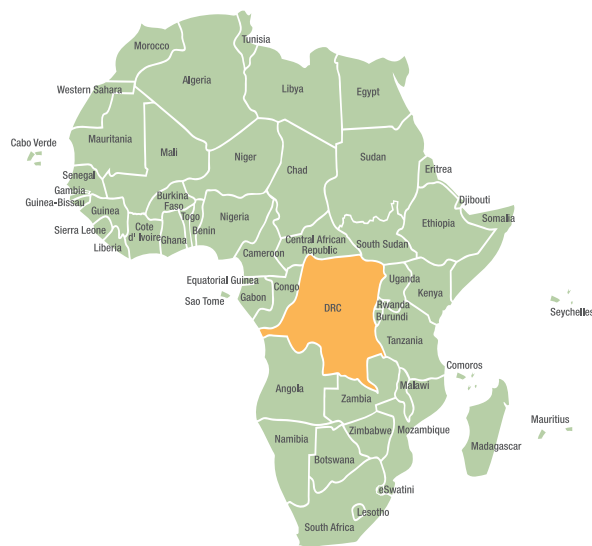 Tunisia
Morocco
Algeria
Libya
Egypt
Western Sahara
Mauritania
Mali
Niger
Chad
Sudan
Eritrea
Cabo Verde
Senegal
Gambia
Guinea-Bissau
Guinea
Sierra Leone
Liberia
Cote
d' Ivoire
Burkina
Faso
Ghana
Togo
Benin
Nigeria
Cameroon
Central African
Republic
South Sudan
Ethiopia
Djibouti
Somalia
Equatorial Guinea
Sao Tome
Gabon
Congo
DRC
Uganda
Kenya
Rwanda
Burundi
Tanzania
Seychelles
Comoros
Angola
Zambia
Malawi
Mozambique
Zimbabwe
Namibia
Botswana
Madagascar
Mauritius
eSwatini
Lesotho
South Africa